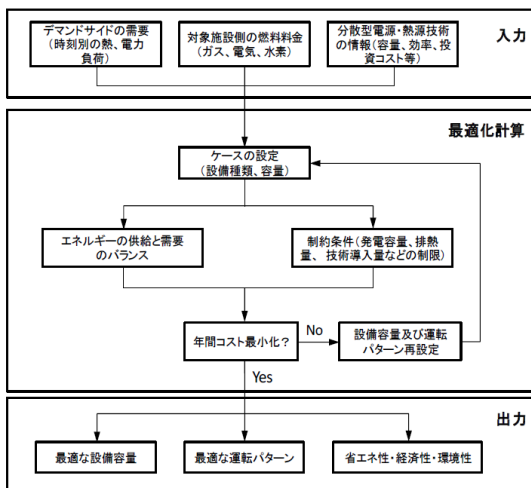 デマンドサイドの需要
(時刻別の熱、電力
負荷)
対象施設側の燃料料金
(ガス、電気、水素)
分散型電源・熱源技術
の情報(容量、効率、投
資コスト等)
入力
最適化計算
ケースの設定
(設備種類、容量)
エネルギーの供給と需要
のバランス
制約条件(発電容量、排熱
量、技術導入量などの制限)
年間コスト最小化?
No
設備容量及び運転
パターン再設定
Yes
出力
最適な設備容量
最適な運転パターン
省エネ性・経済性・環境性